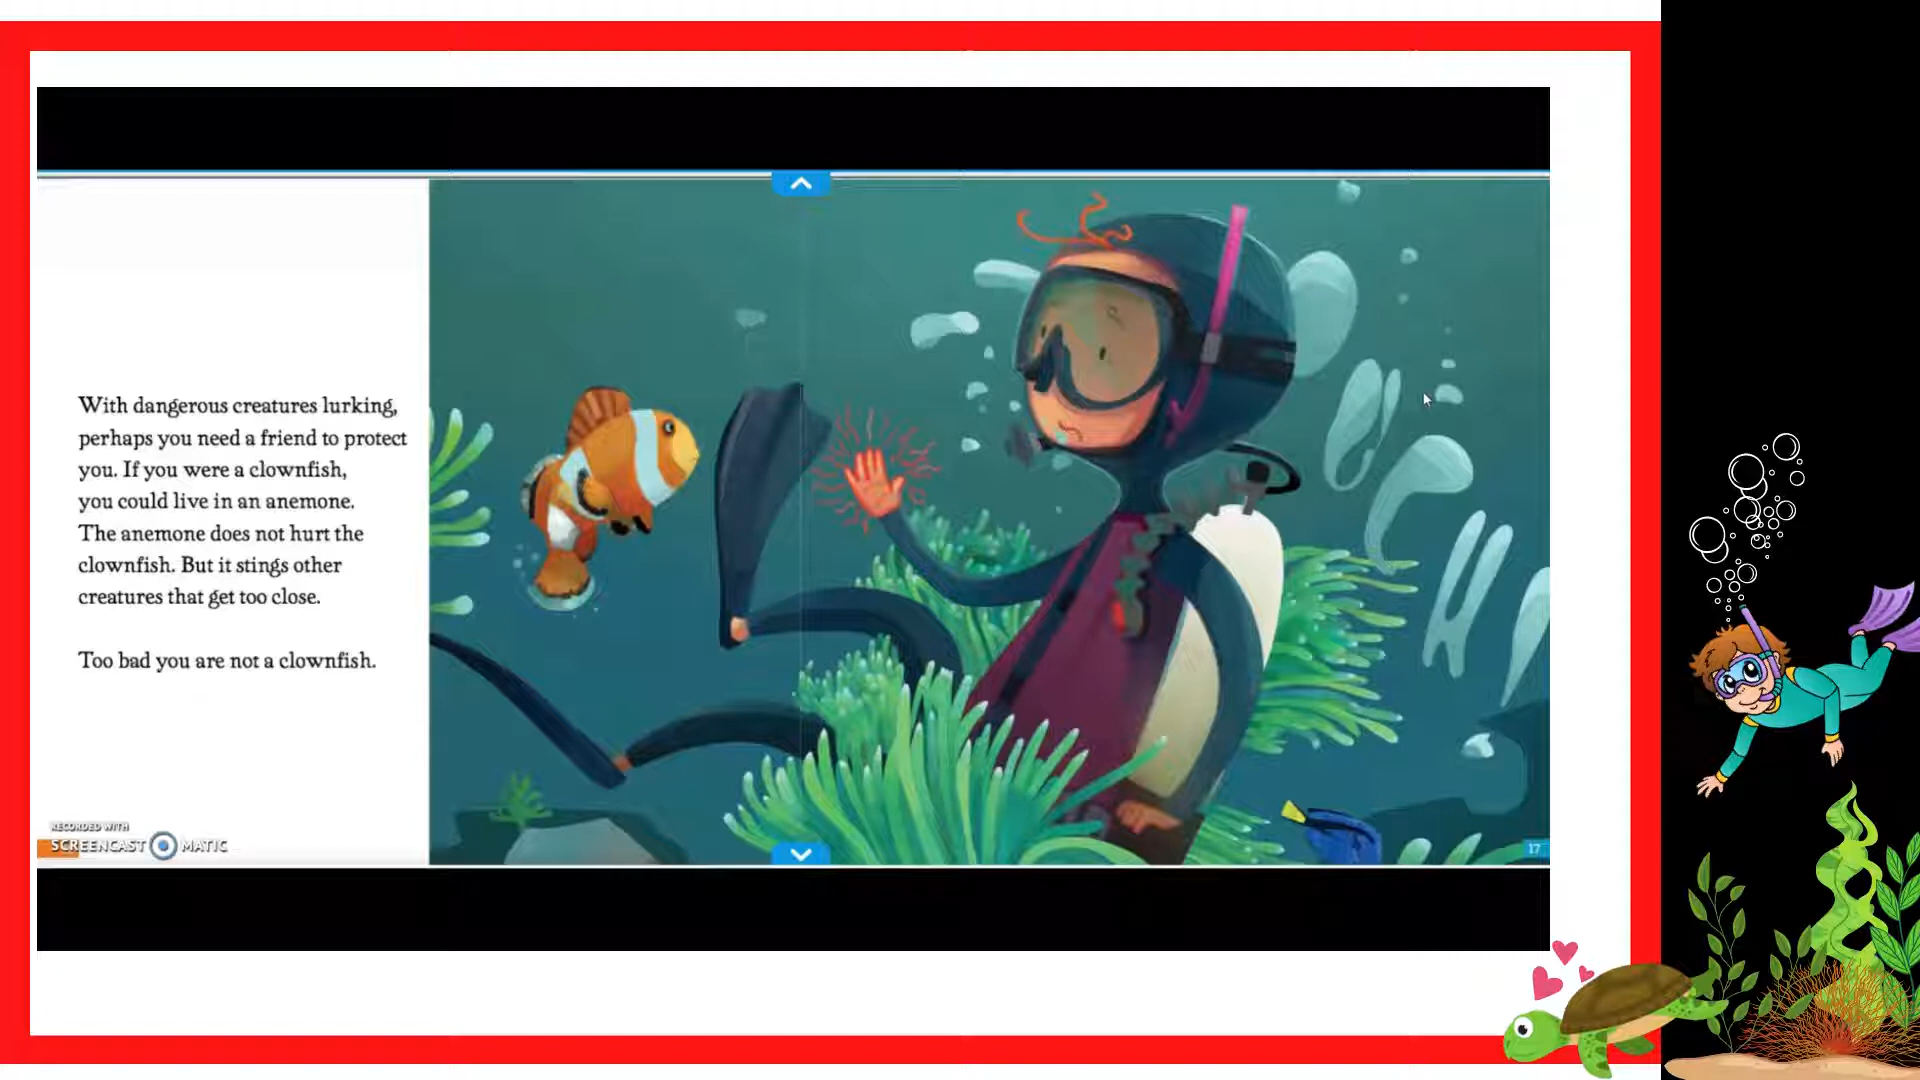 With dangerous creatures lurking,
perhaps you need a friend to protect
you. If you were a clownfish,
you could live in an anemone.
The anemone does not hurt the
clownfish. But it stings other
creatures that get too close.
Too bad you are not a clownfish.
RECORDED WITH
SCREENCAST MATIC
17